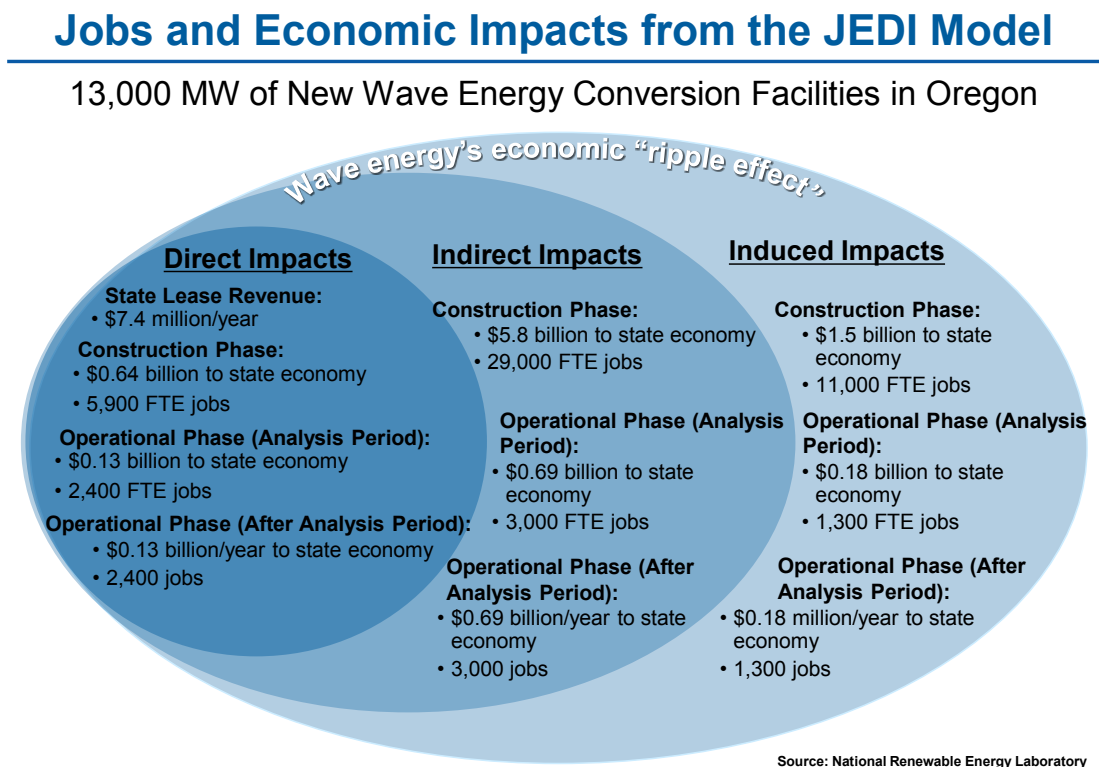 Jobs and Economic Impacts from the JEDI Model
13,000 MW of New Wave Energy Conversion Facilities in Oregon
Wave energy's economic "ripple effect"
Direct Impacts
State Lease Revenue:
• $7.4 million/year
Construction Phase:
• $0.64 billion to state economy
• 5,900 FTE jobs
Operational Phase (Analysis Period):
• $0.13 billion to state economy
• 2,400 FTE jobs
Operational Phase (After Analysis Period):
• $0.13 billion/year to state economy
• 2,400 jobs
Indirect Impacts
Construction Phase:
• $5.8 billion to state economy
• 29,000 FTE jobs
Operational Phase (Analysis
Period):
• $0.69 billion to state
economy
• 3,000 FTE jobs
Operational Phase (After
Analysis Period):
• $0.69 billion/year to state
economy
• 3,000 jobs
Induced Impacts
Construction Phase:
• $1.5 billion to state
economy
• 11,000 FTE jobs
Operational Phase (Analysis
Period):
• $0.18 billion to state
economy
• 1,300 FTE jobs
Operational Phase (After
Analysis Period):
• $0.18 million/year to state
economy
• 1,300 jobs
Source: National Renewable Energy Laboratory